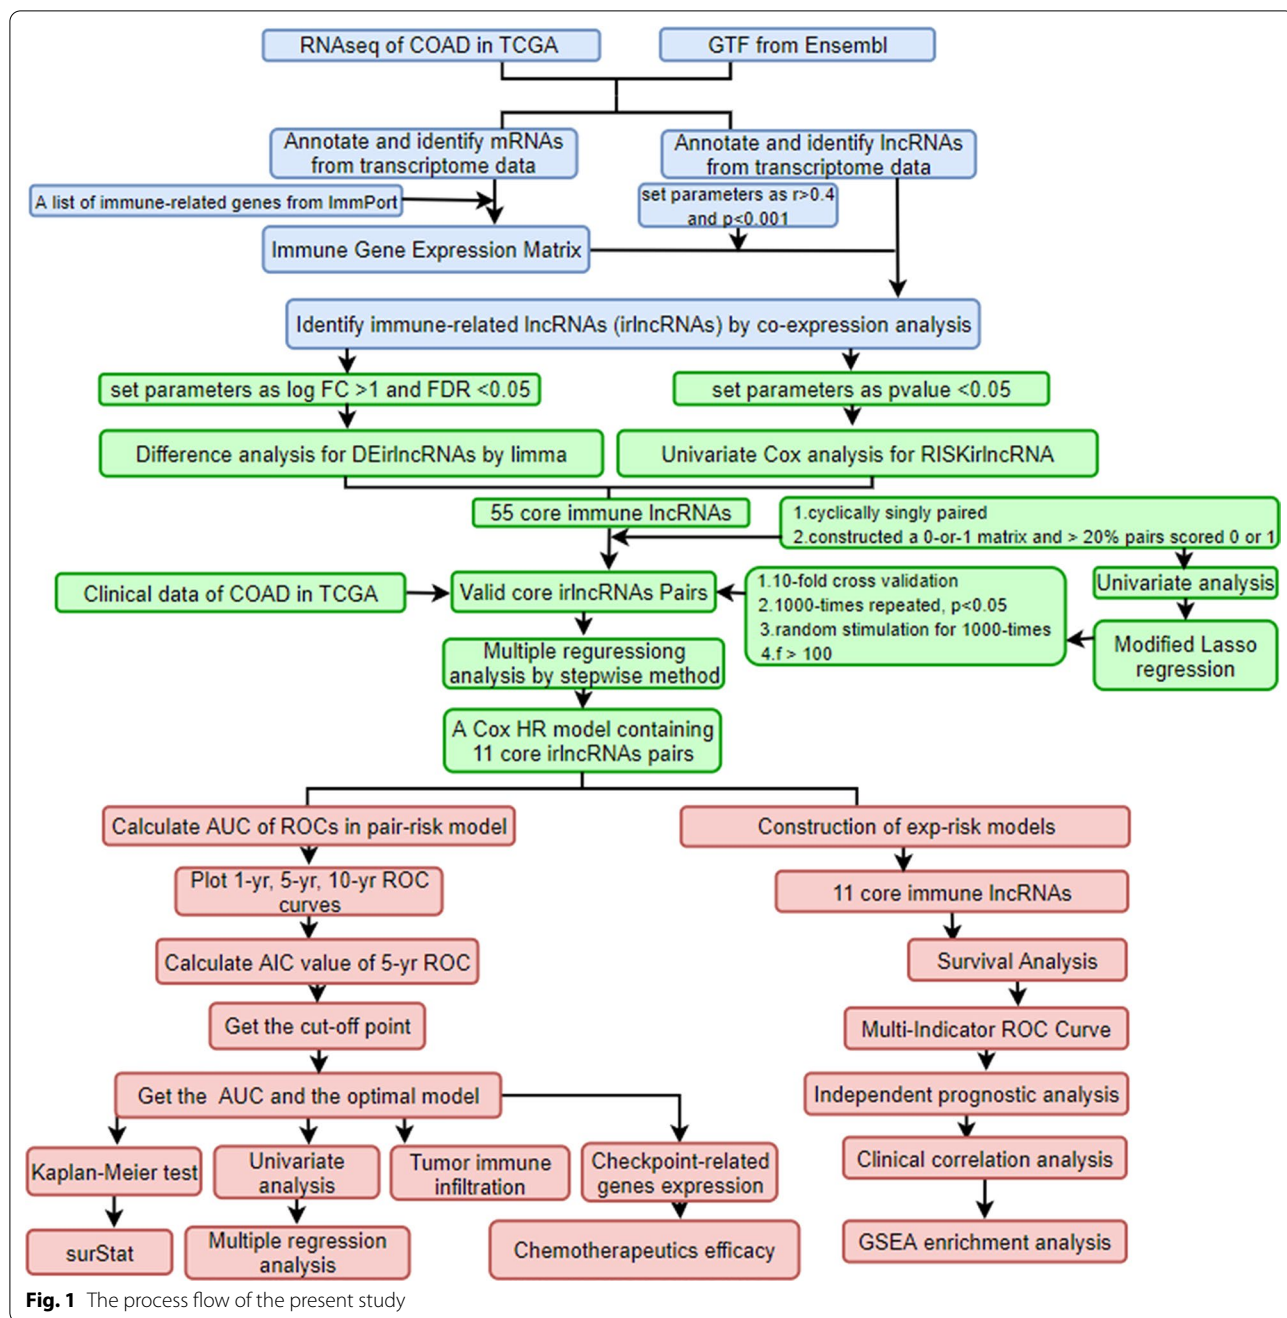 RNAseq of COAD in TCGA
GTF from Ensembl
Annotate and identify mRNAs
from transcriptome data
Annotate and identify lncRNAs
from transcriptome data
A list of immune-related genes from ImmPort
set parameters as r>0.4
and p<0.001
Immune Gene Expression Matrix
Identify immune-related lncRNAs (irlncRNAs) by co-expression analysis
set parameters as log FC >1 and FDR <0.05
set parameters as pvalue <0.05
Difference analysis for DEirlncRNAs by limma
Univariate Cox analysis for RISKirlncRNA
55 core immune lncRNAs
1.cyclically singly paired
2.constructed a 0-or-1 matrix and > 20% pairs scored 0 or 1
Clinical data of COAD in TCGA
Valid core irlncRNAs Pairs
1.10-fold cross validation
2.1000-times repeated, p<0.05
3.random stimulation for 1000-times
4.f > 100
Univariate analysis
Modified Lasso
regression
Multiple reguressiong
analysis by stepwise method
A Cox HR model containing
11 core irlncRNAs pairs
Calculate AUC of ROCs in pair-risk model
Construction of exp-risk models
Plot 1-yr, 5-yr, 10-yr ROC
curves
11 core immune lncRNAs
Calculate AIC value of 5-yr ROC
Survival Analysis
Get the cut-off point
Multi-Indicator ROC Curve
Get the AUC and the optimal model
Independent prognostic analysis
Kaplan-Meier test
Univariate
analysis
Tumor immune
infiltration
Checkpoint-related
genes expression
Clinical correlation analysis
surStat
Multiple regression
analysis
Chemotherapeutics efficacy
GSEA enrichment analysis
Fig. 1 The process flow of the present study